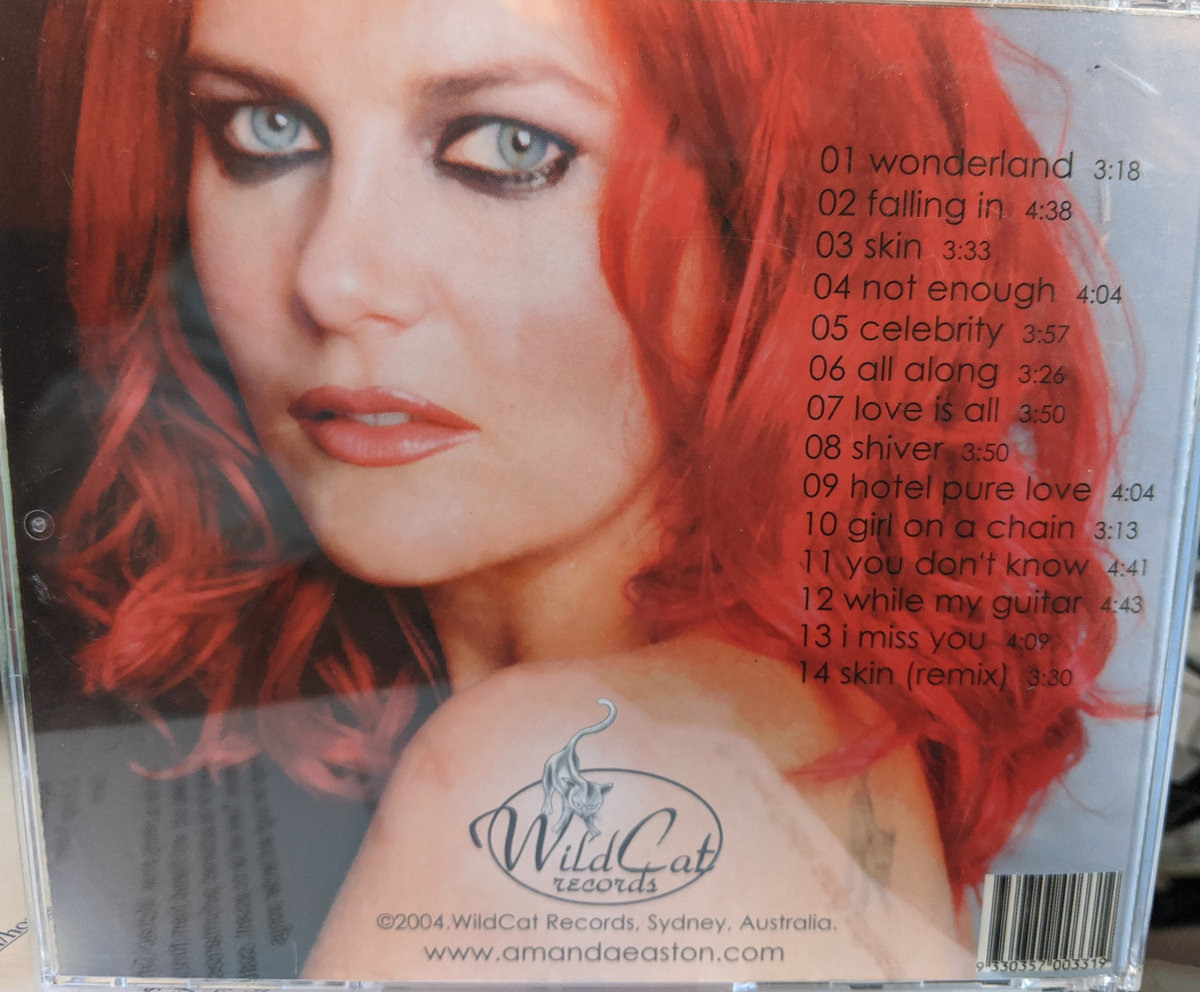 01 wonderland 3:18
02 falling in 4:38
03 skin 3:33
04 not enough 4:04
05 celebrity 3:57
06 all along 3:26
07 love is all 3:50
08 shiver 3:50
09 hotel pure love 4:04
10 girl on a chain 3:13
11 you don't know 4:41
12 while my guitar 4:43
13 i miss you 4:09
14 skin (remix) 3:30
WildCat
records
©2004.WildCat Records, Sydney, Australia.
www.amandaeaston.com
9 330357 003319